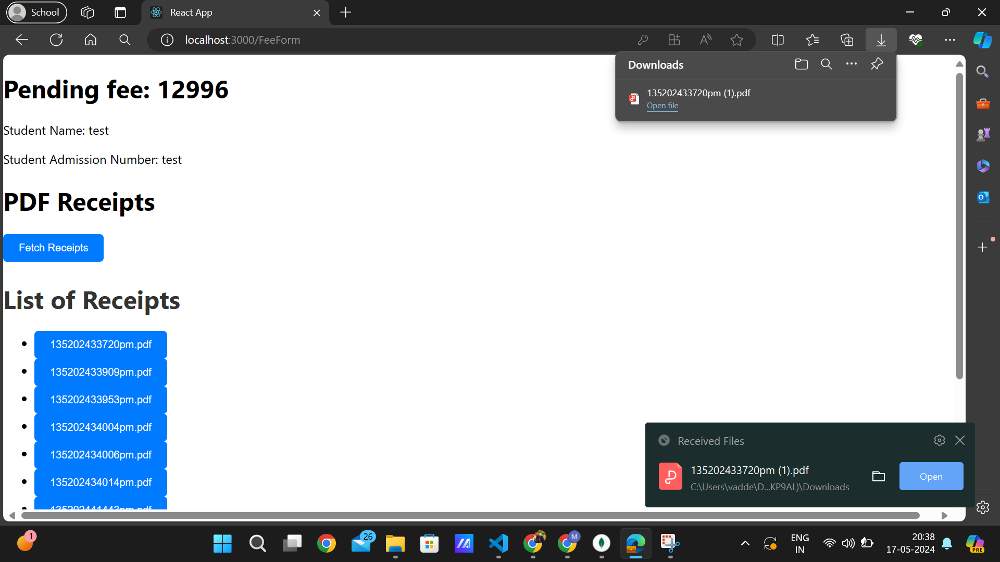 School
React App
localhost:3000/FeeForm
Downloads
135202433720pm (1).pdf
Open file
Pending fee: 12996
Student Name: test
Student Admission Number: test
PDF Receipts
Fetch Receipts
List of Receipts
135202433720pm.pdf
135202433909pm.pdf
135202433953pm.pdf
135202434004pm.pdf
135202434006pm.pdf
135202434014pm.pdf
135202441443pm.pdf
Received Files
135202433720pm (1).pdf
C:\Users\vadde\D...KP9AL)\Downloads
Open
1
26
M
ENG
IN
20:38
17-05-2024
PRE